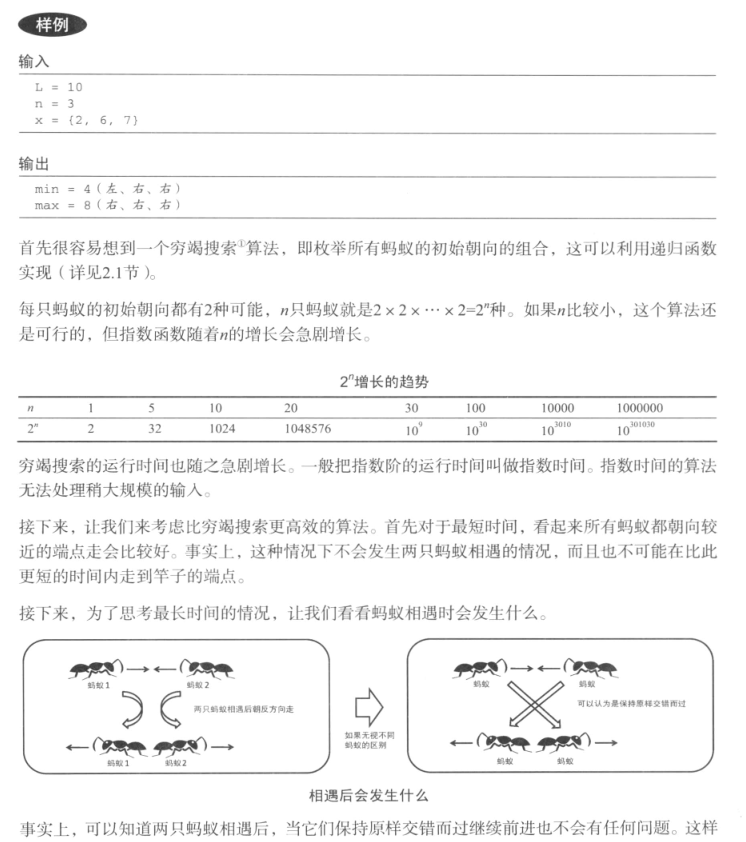 样例
输入
L = 10
n = 3
x = {2, 6, 7}
输出
min = 4(左、右、右)
max = 8(右、右、右)
首先很容易想到一个穷竭搜索①算法，即枚举所有蚂蚁的初始朝向的组合，这可以利用递归函数
实现（详见2.1节）。
每只蚂蚁的初始朝向都有2种可能，n只蚂蚁就是2×2×…×2=2ⁿ种。如果n比较小，这个算法还
是可行的，但指数函数随着n的增长会急剧增长。
2ⁿ增长的趋势
n 1 5 10 20 30 100 10000 1000000
2ⁿ 2 32 1024 1048576 10⁹ 10³⁰ 10³⁰¹⁰ 10³⁰¹⁰³⁰
穷竭搜索的运行时间也随之急剧增长。一般把指数阶的运行时间叫做指数时间。指数时间的算法
无法处理稍大规模的输入。
接下来，让我们来考虑比穷竭搜索更高效的算法。首先对于最短时间，看起来所有蚂蚁都朝向较
近的端点走会比较好。事实上，这种情况下不会发生两只蚂蚁相遇的情况，而且也不可能在比此
更短的时间内走到竿子的端点。
接下来，为了思考最长时间的情况，让我们看看蚂蚁相遇时会发生什么。
蚂蚁1 蚂蚁2
两只蚂蚁相遇后朝反方向走
蚂蚁1 蚂蚁2
如果无视不同
蚂蚁的区别
蚂蚁 蚂蚁
可以认为是保持原样交错而过
蚂蚁 蚂蚁
相遇后会发生什么
事实上，可以知道两只蚂蚁相遇后，当它们保持原样交错而过继续前进也不会有任何问题。这样